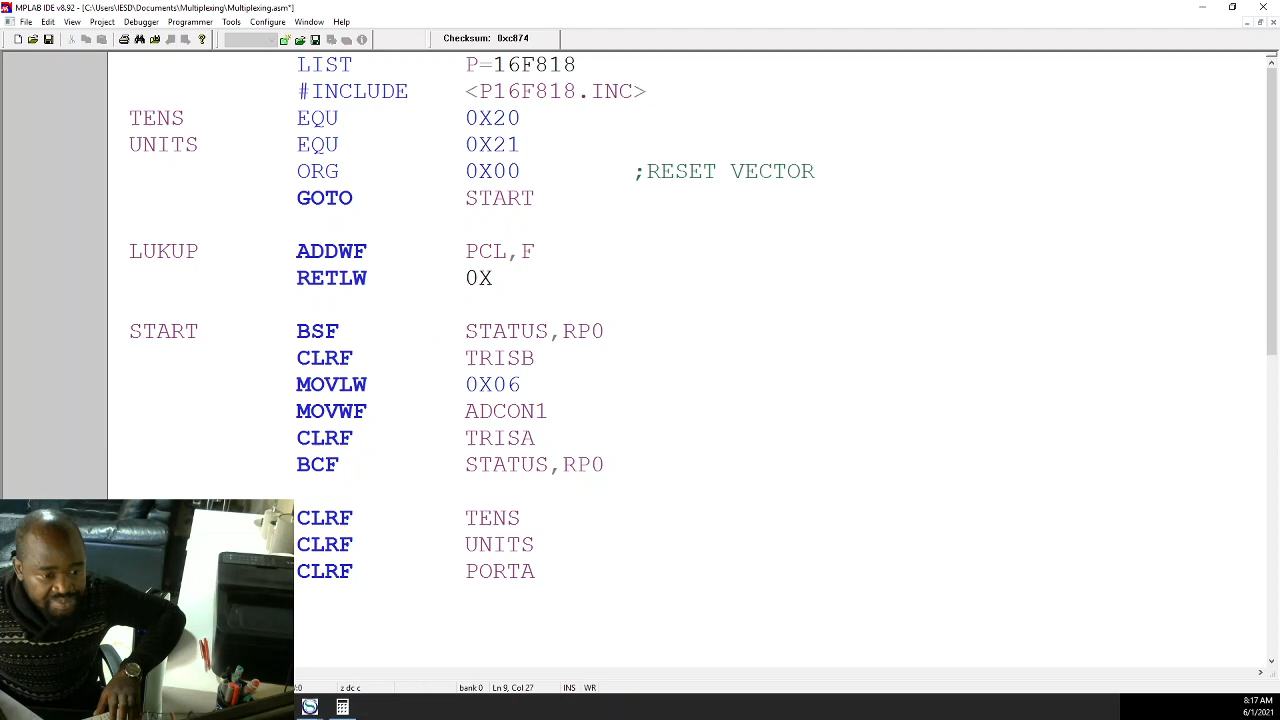 MPLAB IDE v8.92 - [C:\Users\IESD\Documents\Multiplexing\Multiplexing.asm*]
File Edit View Project Debugger Programmer Tools Configure Window Help
Checksum: 0xc874
LIST P=16F818
#INCLUDE <P16F818.INC>
TENS EQU 0X20
UNITS EQU 0X21
ORG 0X00 ;RESET VECTOR
GOTO START
LUKUP ADDWF PCL,F
RETLW 0X
START BSF STATUS,RP0
CLRF TRISB
MOVLW 0X06
MOVWF ADCON1
CLRF TRISA
BCF STATUS,RP0
CLRF TENS
CLRF UNITS
CLRF PORTA
z dc c bank Ln 9, Col 27 INS WR
8:17 AM
6/1/2021